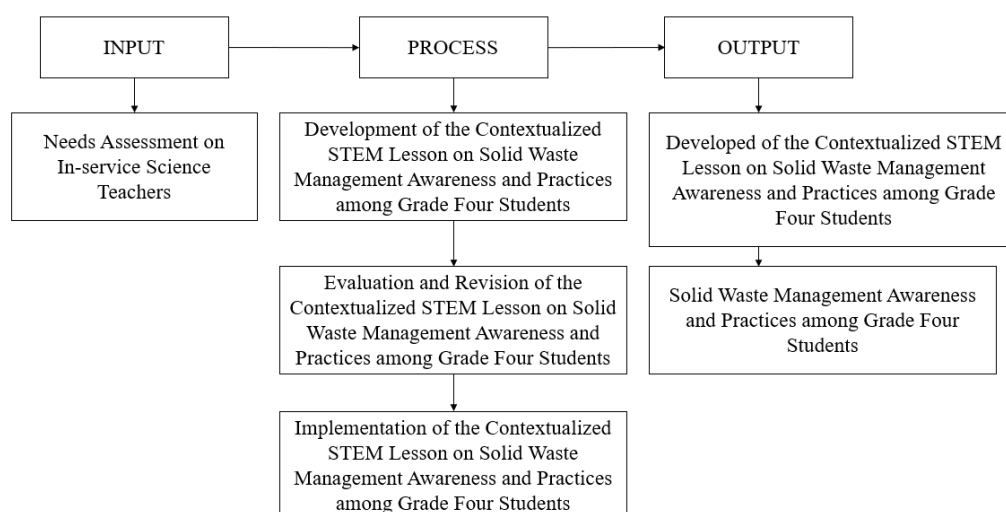 INPUT
PROCESS
OUTPUT
Needs Assessment on
In-service Science
Teachers
Development of the Contextualized
STEM Lesson on Solid Waste
Management Awareness and Practices
among Grade Four Students
Developed of the Contextualized STEM
Lesson on Solid Waste Management
Awareness and Practices among Grade
Four Students
Evaluation and Revision of the
Contextualized STEM Lesson on Solid
Waste Management Awareness and
Practices among Grade Four Students
Solid Waste Management Awareness
and Practices among Grade Four
Students
Implementation of the Contextualized
STEM Lesson on Solid Waste
Management Awareness and Practices
among Grade Four Students